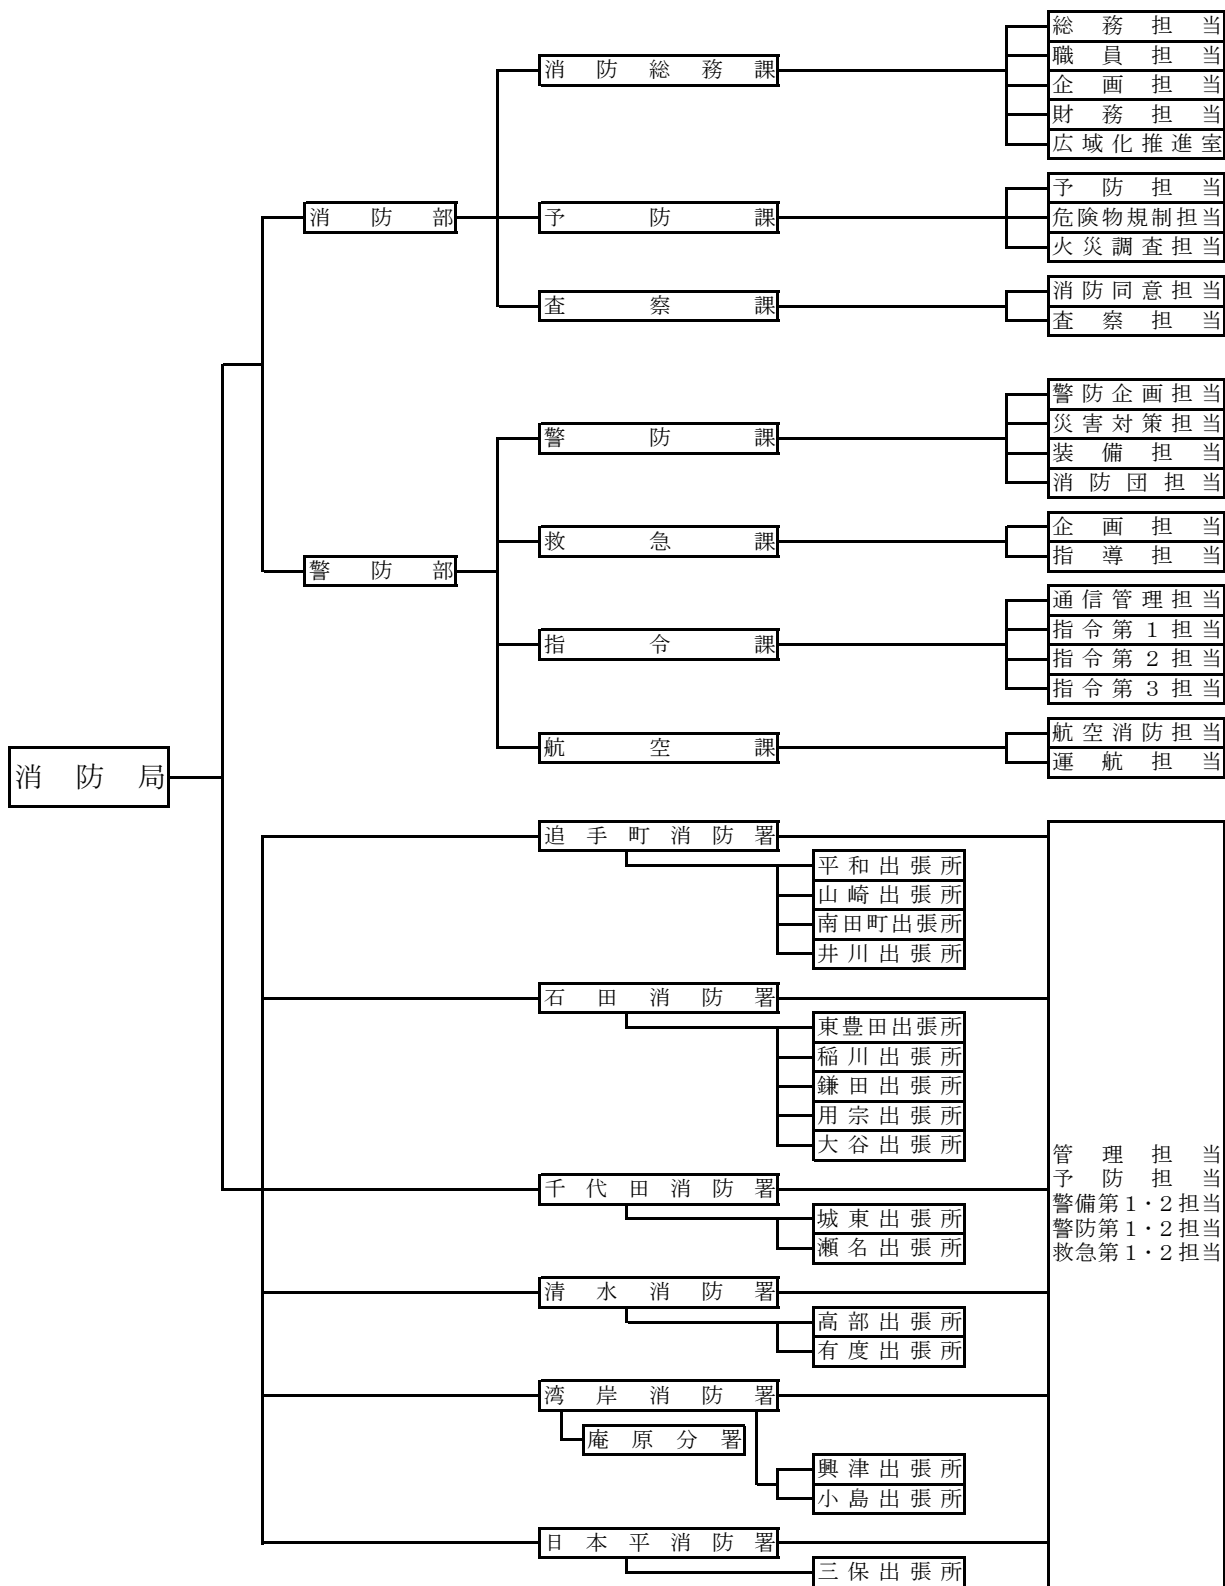 消防局
消防部
消防総務課
総務担当
職員担当
企画担当
財務担当
広域化推進室
予防課
予防担当
危険物規制担当
火災調査担当
査察課
消防同意担当
査察担当
警防部
警防課
警防企画担当
災害対策担当
装備担当
消防団担当
救急課
企画担当
指導担当
指令課
通信管理担当
指令第1担当
指令第2担当
指令第3担当
航空課
航空消防担当
運航担当
追手町消防署
平和出張所
山崎出張所
南田町出張所
井川出張所
石田消防署
東豊田出張所
稲川出張所
鎌田出張所
用宗出張所
大谷出張所
千代田消防署
城東出張所
瀬名出張所
清水消防署
高部出張所
有度出張所
湾岸消防署
庵原分署
興津出張所
小島出張所
日本平消防署
三保出張所
管理担当
予防担当
警備第1・2担当
警防第1・2担当
救急第1・2担当